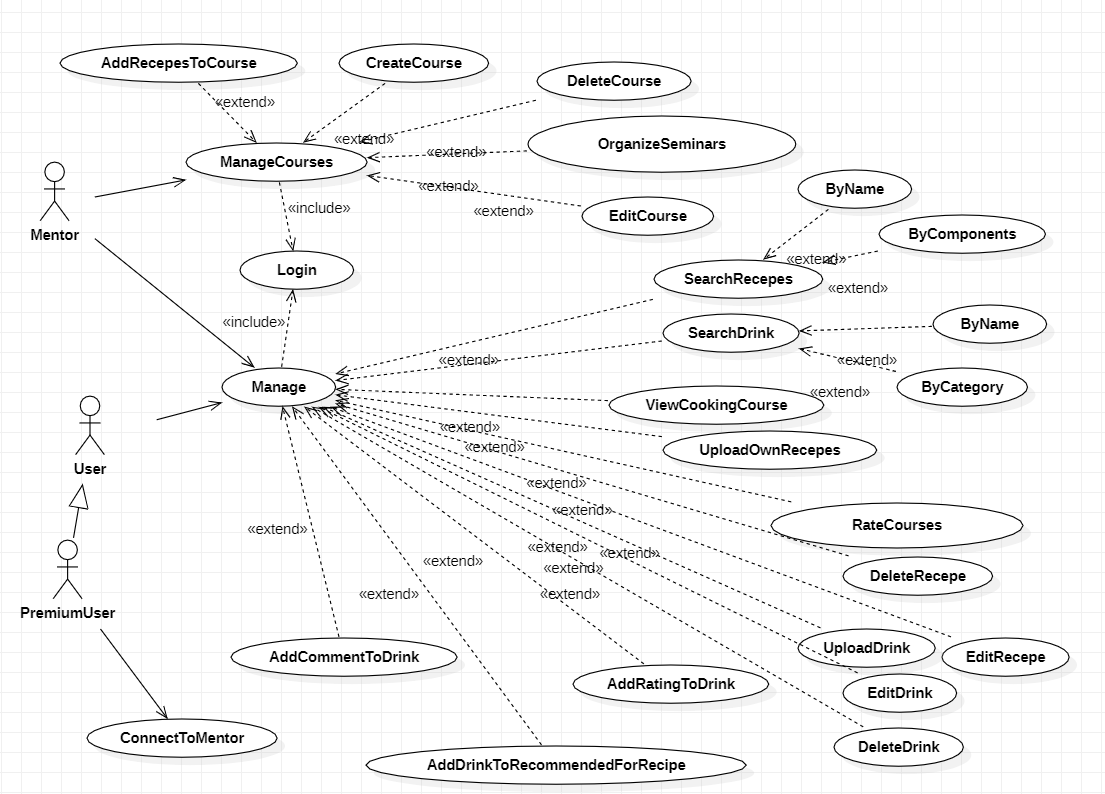 AddRecepesToCourse
CreateCourse
DeleteCourse
«extend»
«extend»
OrganizeSeminars
«extend»
ManageCourses
«extend»
ByName
Mentor
«include»
«extend»
EditCourse
ByComponents
«extend»
Login
SearchRecepes
«extend»
«include»
SearchDrink
ByName
«extend»
«extend»
Manage
ByCategory
«extend»
ViewCookingCourse
«extend»
«extend»
UploadOwnRecepes
User
«extend»
«extend»
RateCourses
«extend»
«extend»
«extend»
«extend»
«extend»
DeleteRecepe
«extend»
«extend»
PremiumUser
UploadDrink
AddCommentToDrink
EditRecepe
AddRatingToDrink
EditDrink
ConnectToMentor
DeleteDrink
AddDrinkToRecommendedForRecipe